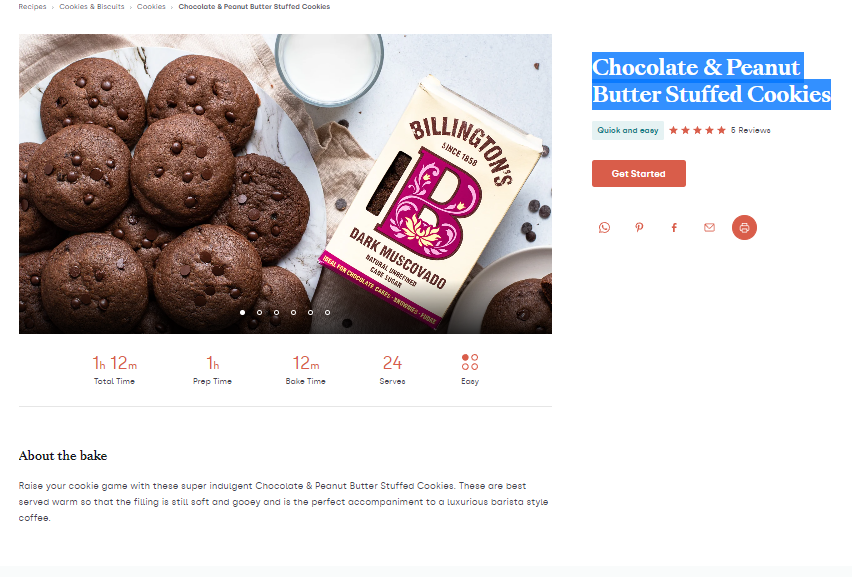 Recipes › Cookies & Biscuits › Cookies › Chocolate & Peanut Butter Stuffed Cookies
Chocolate & Peanut
Butter Stuffed Cookies
Quick and easy ★★★★★ 5 Reviews
Get Started
BILLINGTON'S
SINCE 1858
B
DARK MUSCOVADO
NATURAL UNREFINED
CANE SUGAR
IDEAL FOR CHOCOLATE CAKES · BROWNIES · FUDGE
1h 12m 1h 12m 24
Total Time Prep Time Bake Time Serves Easy
About the bake
Raise your cookie game with these super indulgent Chocolate & Peanut Butter Stuffed Cookies. These are best
served warm so that the filling is still soft and gooey and is the perfect accompaniment to a luxurious barista style
coffee.